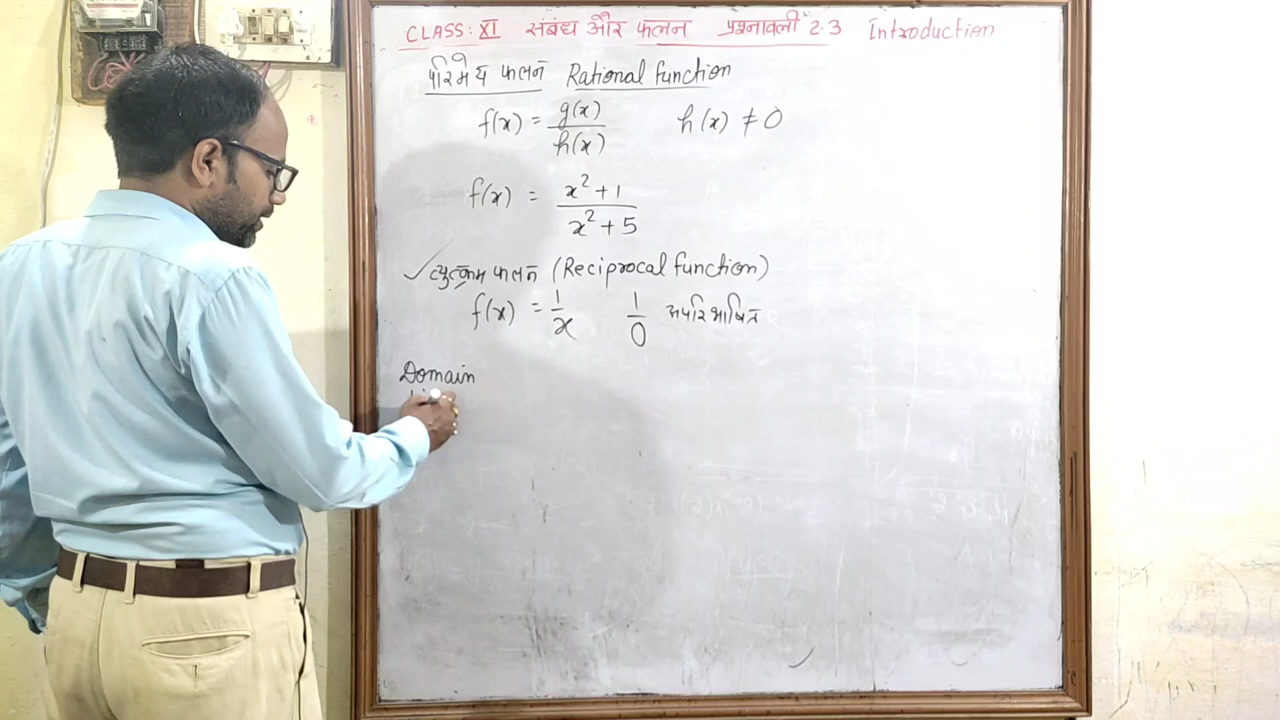 CLASS: XI संबंध और फलन प्रश्नावली 2.3 Introduction
परिमेय फलन Rational function
f(x) = g(x)/h(x) h(x) ≠ 0
f(x) = x²+1/x²+5
✓व्युत्क्रम फलन (Reciprocal function)
f(x) = 1/x 1/0 अपरिभाषित
Domain